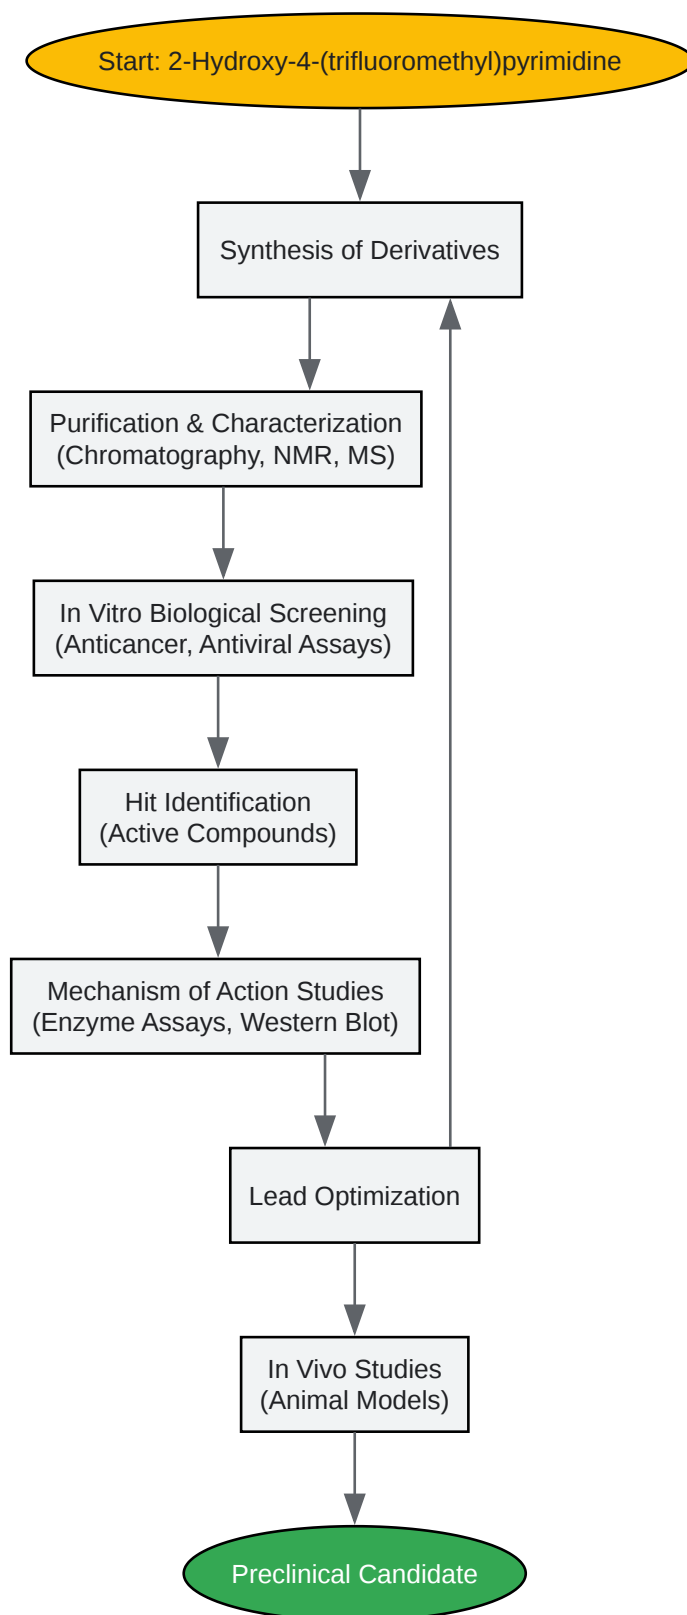 Start: 2-Hydroxy-4-(trifluoromethyl)pyrimidine
Synthesis of Derivatives
Purification & Characterization
(Chromatography, NMR, MS)
In Vitro Biological Screening
(Anticancer, Antiviral Assays)
Hit Identification
(Active Compounds)
Mechanism of Action Studies
(Enzyme Assays, Western Blot)
Lead Optimization
In Vivo Studies
(Animal Models)
Preclinical Candidate